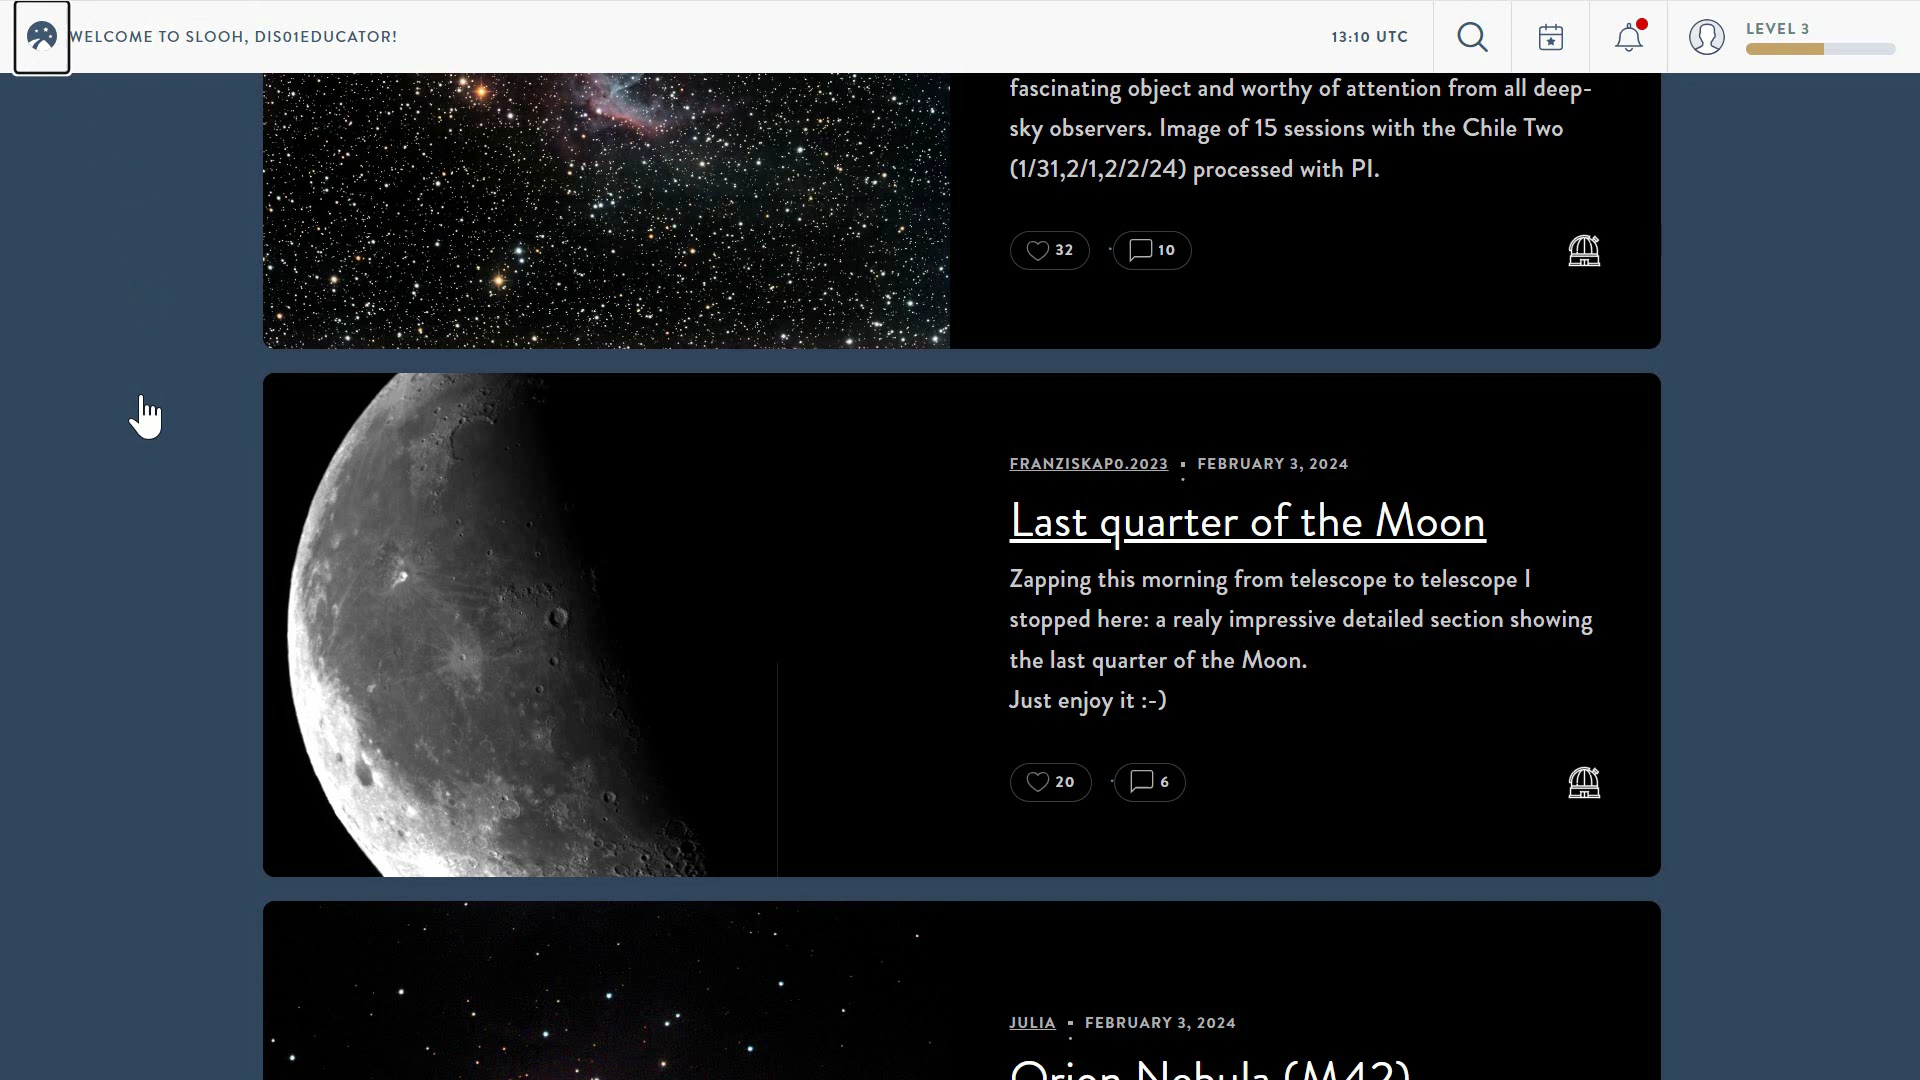 WELCOME TO SLOOH, DIS01EDUCATOR!
13:10 UTC
LEVEL 3
fascinating object and worthy of attention from all deep-
sky observers. Image of 15 sessions with the Chile Two
(1/31,2/1,2/2/24) processed with PI.
32
10
FRANZISKAP0.2023 ▪ FEBRUARY 3, 2024
Last quarter of the Moon
Zapping this morning from telescope to telescope I
stopped here: a realy impressive detailed section showing
the last quarter of the Moon.
Just enjoy it :-)
20
6
JULIA ▪ FEBRUARY 3, 2024
Orion Nebula (M42)